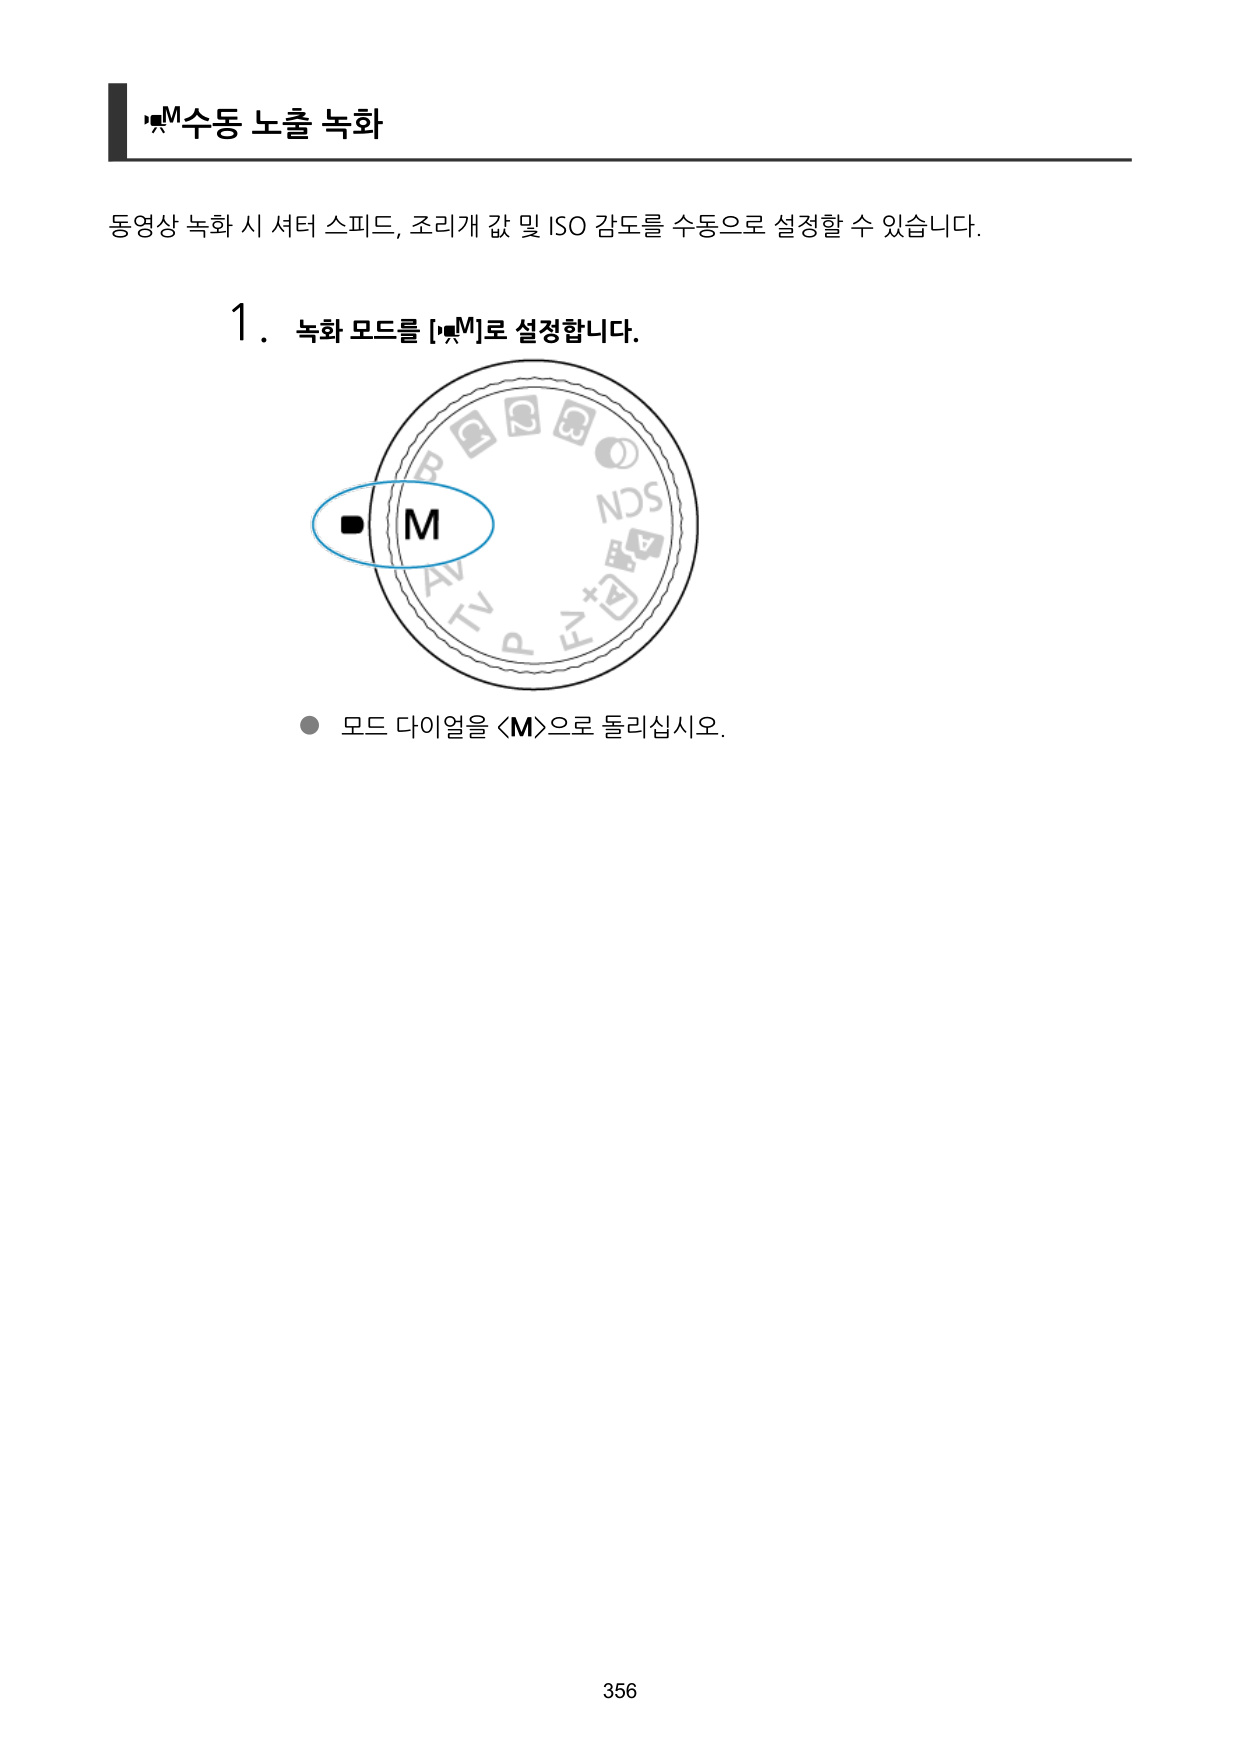 M수동 노출 녹화
동영상 녹화 시 셔터 스피드, 조리개 값 및 ISO 감도를 수동으로 설정할 수 있습니다.
1. 녹화 모드를 [M]로 설정합니다.
C1 C2 C3
B
SCN
M
A
Av
A+
Tv
P
Fv
● 모드 다이얼을 <M>으로 돌리십시오.
356